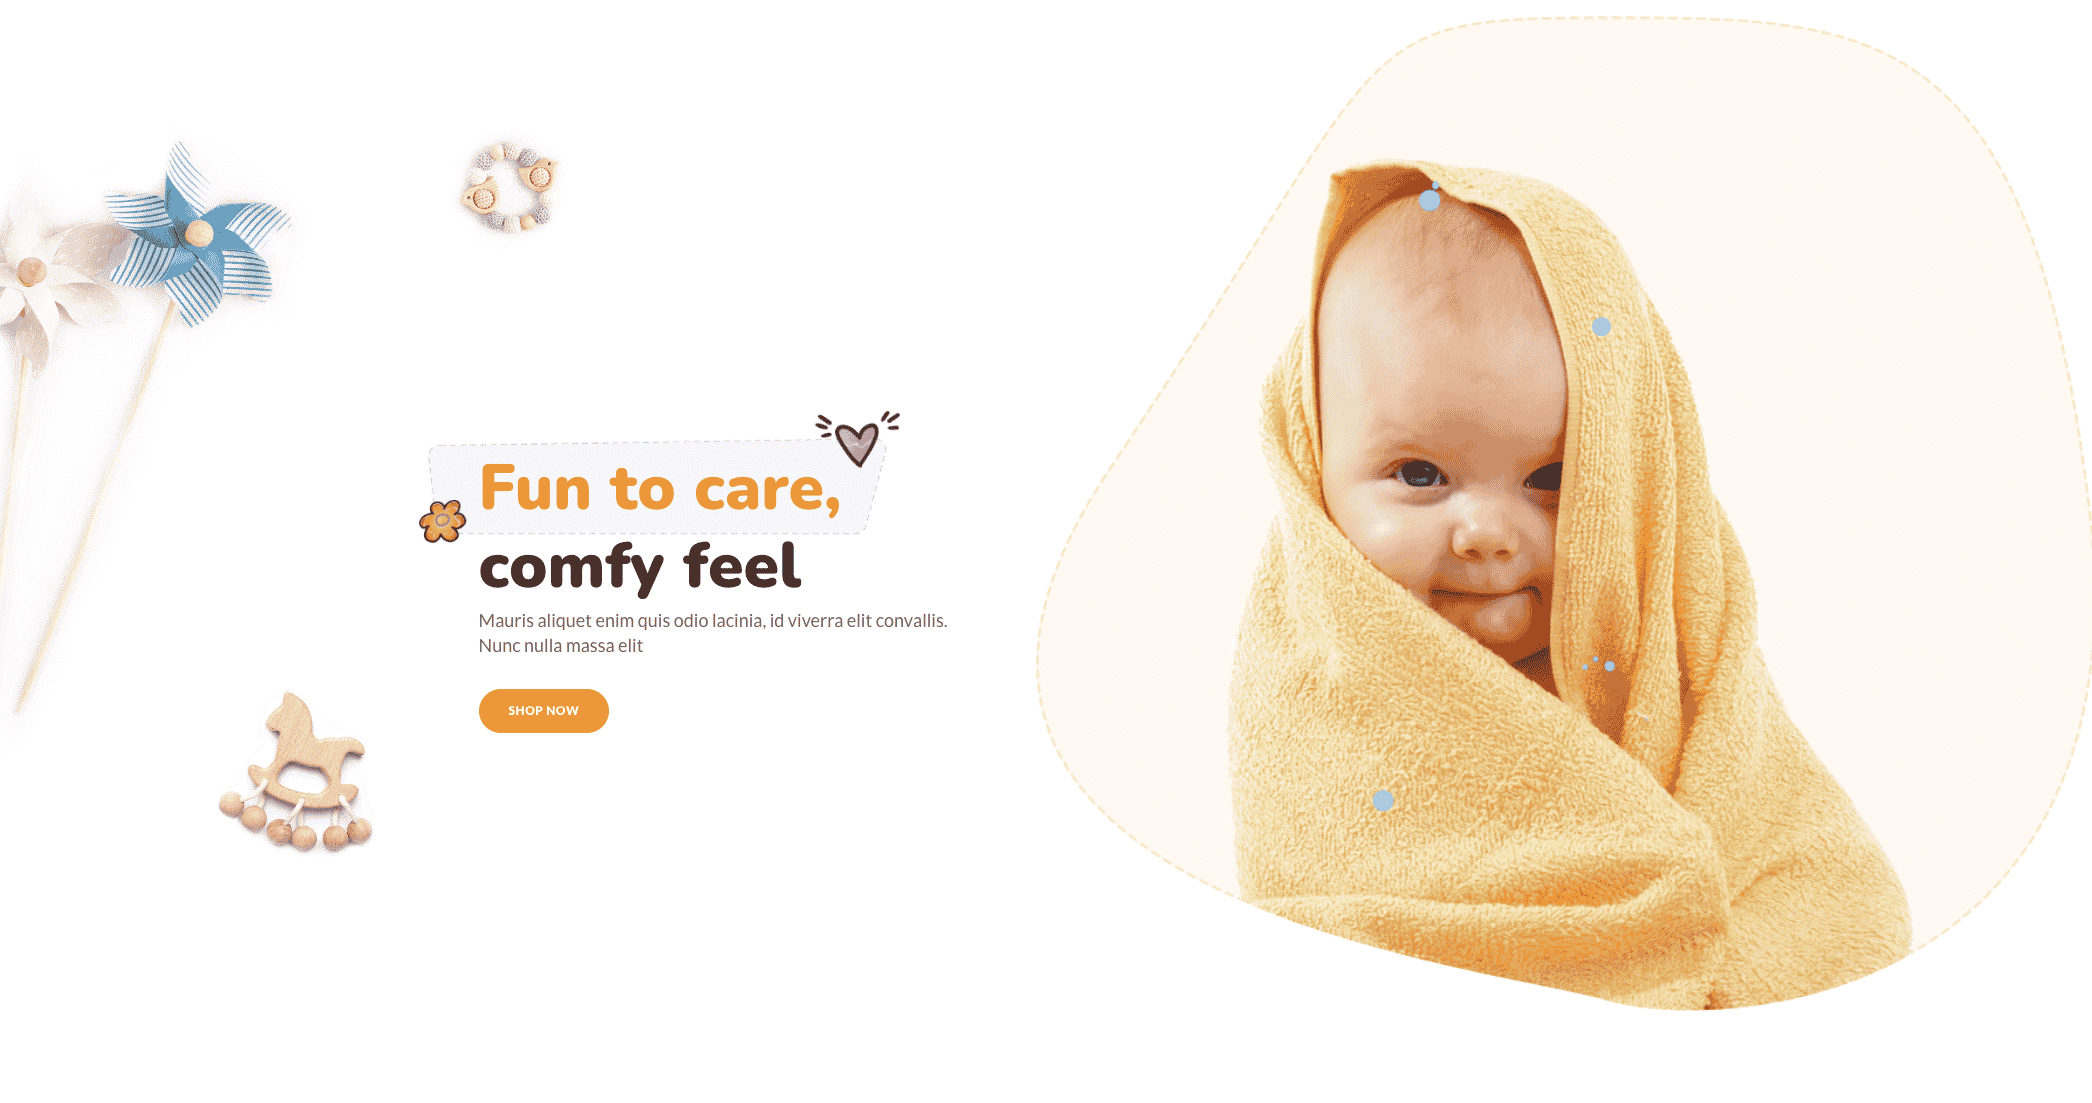 Fun to care,
comfy feel
Mauris aliquet enim quis odio lacinia, id viverra elit convallis.
Nunc nulla massa elit
SHOP NOW